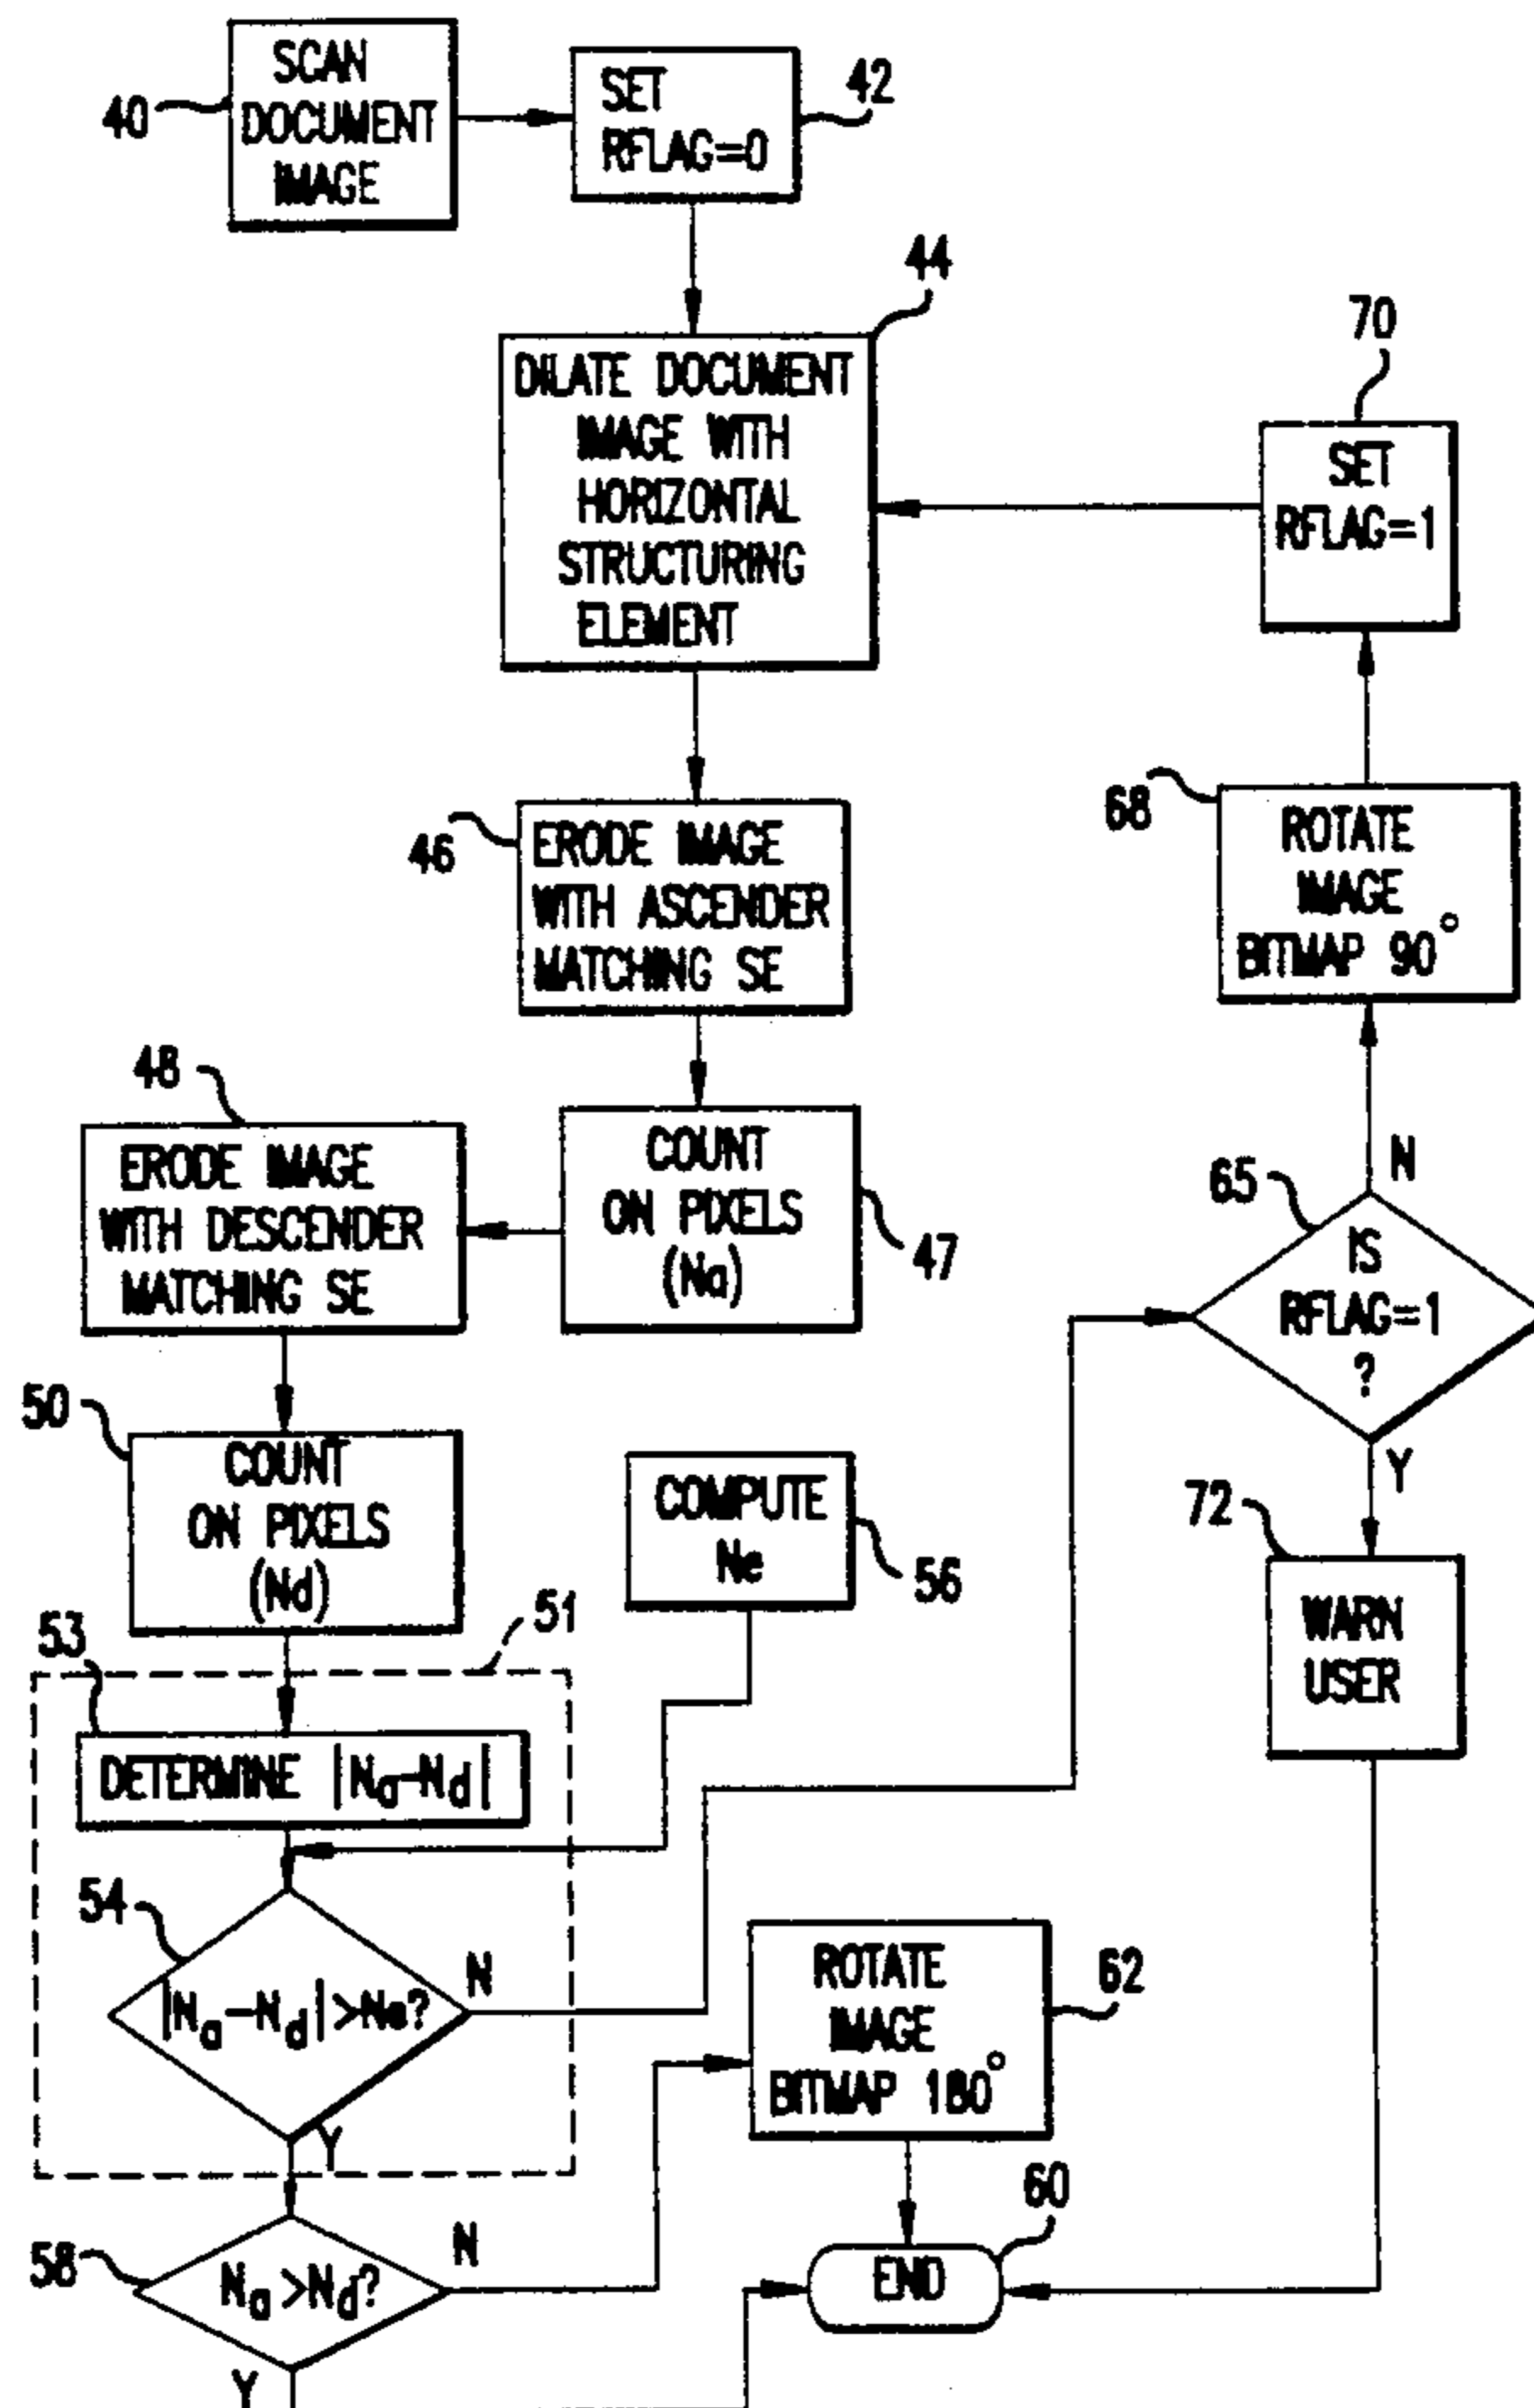 40
SCAN
DOCUMENT
IMAGE
SET
RFLAG=0
42
44
DILATE DOCUMENT
IMAGE WITH
HORIZONTAL
STRUCTURING
ELEMENT
70
SET
RFLAG=1
46
ERODE IMAGE
WITH ASCENDER
MATCHING SE
68
ROTATE
IMAGE
BITMAP 90°
48
ERODE IMAGE
WITH DESCENDER
MATCHING SE
COUNT
ON PIXELS
(Na)
47
65
N
IS
RFLAG=1
?
Y
50
COUNT
ON PIXELS
(Nd)
COMPUTE
Ne
56
72
WARN
USER
53
51
DETERMINE |Na-Nd|
54
|Na-Nd|>Ne?
N
Y
ROTATE
IMAGE
BITMAP 180°
62
58
Na>Nd?
N
Y
60
END